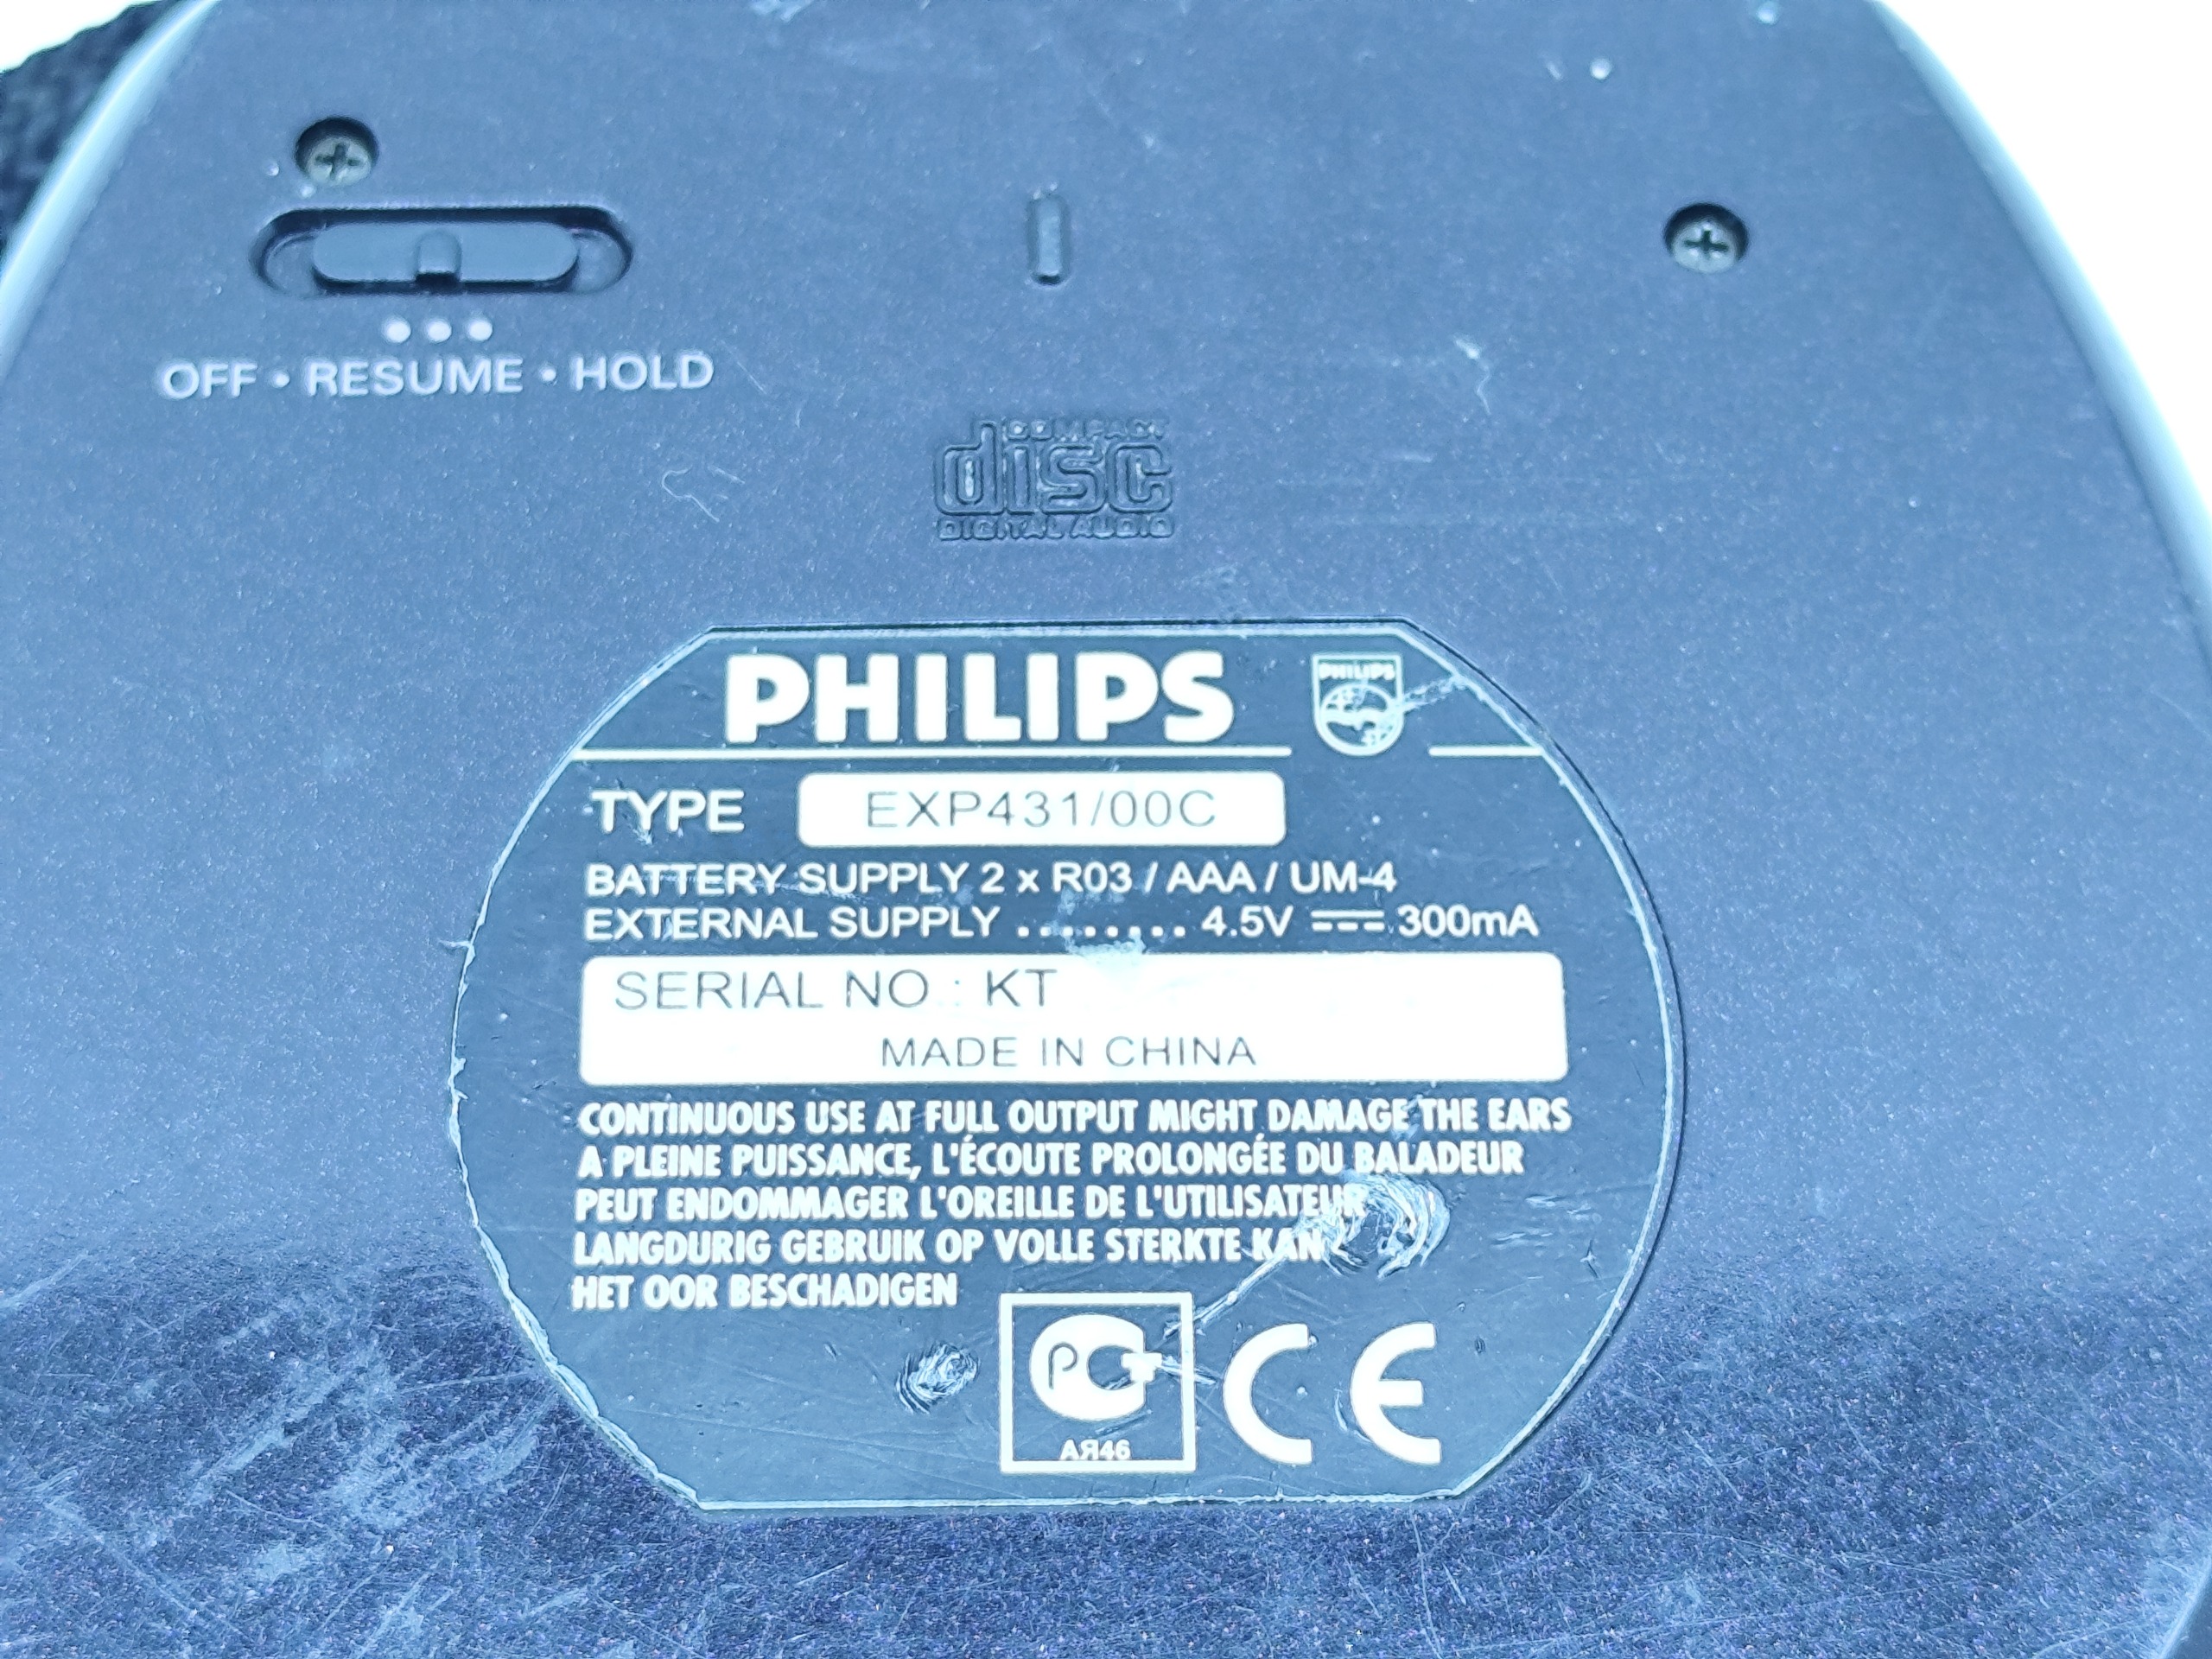 OFF • RESUME • HOLD
COMPACT
disc
DIGITAL AUDIO
PHILIPS
PHILIPS
TYPE EXP431/00C
BATTERY SUPPLY 2 x R03 / AAA / UM-4
EXTERNAL SUPPLY ........ 4.5V ⎓ 300mA
SERIAL NO : KT
MADE IN CHINA
CONTINUOUS USE AT FULL OUTPUT MIGHT DAMAGE THE EARS
A PLEINE PUISSANCE, L'ÉCOUTE PROLONGÉE DU BALADEUR
PEUT ENDOMMAGER L'OREILLE DE L'UTILISATEUR
LANGDURIG GEBRUIK OP VOLLE STERKTE KAN
HET OOR BESCHADIGEN
РСТ
АЯ46
CE